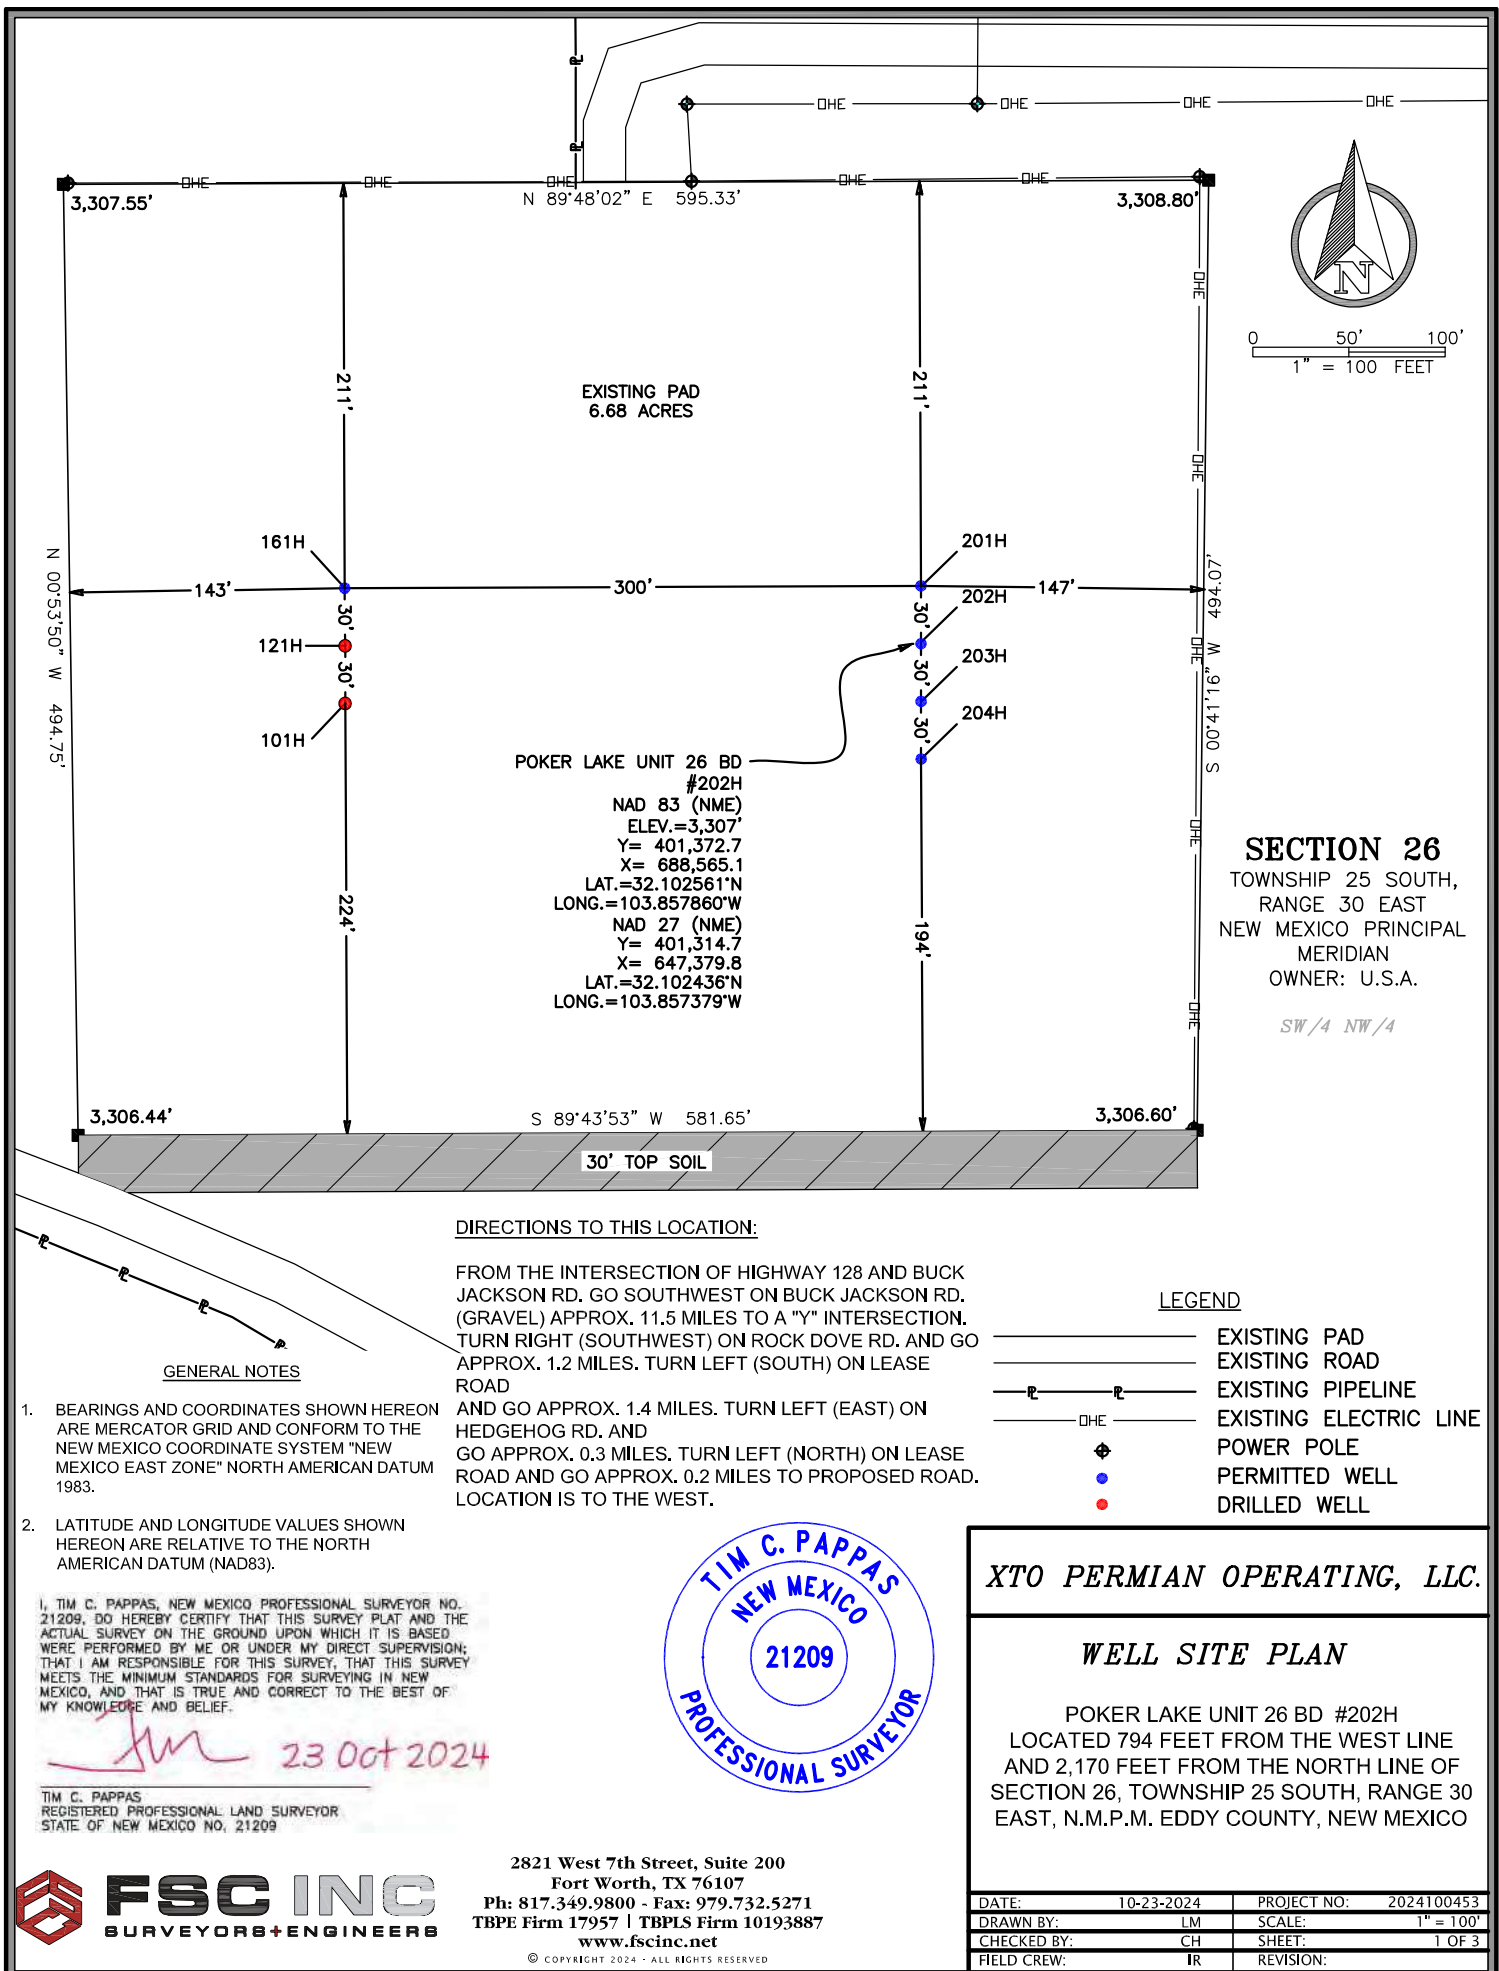 OHE OHE OHE OHE
OHE OHE OHE OHE OHE
N 89°48'02" E 595.33'
3,307.55'
3,308.80'
N
0 50' 100'
1" = 100 FEET
211'
211'
EXISTING PAD
6.68 ACRES
161H
201H
143'
300'
147'
30'
30'
202H
121H
30'
30'
203H
101H
30'
204H
N 00°53'50" W 494.75'
S 00°41'16" W 494.07'
OHE OHE OHE OHE OHE
POKER LAKE UNIT 26 BD
#202H
NAD 83 (NME)
ELEV.=3,307'
Y= 401,372.7
X= 688,565.1
LAT.=32.102561°N
LONG.=103.857860°W
NAD 27 (NME)
Y= 401,314.7
X= 647,379.8
LAT.=32.102436°N
LONG.=103.857379°W
224'
194'
SECTION 26
TOWNSHIP 25 SOUTH,
RANGE 30 EAST
NEW MEXICO PRINCIPAL
MERIDIAN
OWNER: U.S.A.
SW/4 NW/4
3,306.44'
S 89°43'53" W 581.65'
3,306.60'
30' TOP SOIL
DIRECTIONS TO THIS LOCATION:
FROM THE INTERSECTION OF HIGHWAY 128 AND BUCK
JACKSON RD. GO SOUTHWEST ON BUCK JACKSON RD.
(GRAVEL) APPROX. 11.5 MILES TO A "Y" INTERSECTION.
TURN RIGHT (SOUTHWEST) ON ROCK DOVE RD. AND GO
APPROX. 1.2 MILES. TURN LEFT (SOUTH) ON LEASE
ROAD
AND GO APPROX. 1.4 MILES. TURN LEFT (EAST) ON
HEDGEHOG RD. AND
GO APPROX. 0.3 MILES. TURN LEFT (NORTH) ON LEASE
ROAD AND GO APPROX. 0.2 MILES TO PROPOSED ROAD.
LOCATION IS TO THE WEST.
LEGEND
EXISTING PAD
EXISTING ROAD
PL PL EXISTING PIPELINE
OHE EXISTING ELECTRIC LINE
POWER POLE
PERMITTED WELL
DRILLED WELL
GENERAL NOTES
1. BEARINGS AND COORDINATES SHOWN HEREON
ARE MERCATOR GRID AND CONFORM TO THE
NEW MEXICO COORDINATE SYSTEM "NEW
MEXICO EAST ZONE" NORTH AMERICAN DATUM
1983.
2. LATITUDE AND LONGITUDE VALUES SHOWN
HEREON ARE RELATIVE TO THE NORTH
AMERICAN DATUM (NAD83).
I, TIM C. PAPPAS, NEW MEXICO PROFESSIONAL SURVEYOR NO.
21209, DO HEREBY CERTIFY THAT THIS SURVEY PLAT AND THE
ACTUAL SURVEY ON THE GROUND UPON WHICH IT IS BASED
WERE PERFORMED BY ME OR UNDER MY DIRECT SUPERVISION;
THAT I AM RESPONSIBLE FOR THIS SURVEY, THAT THIS SURVEY
MEETS THE MINIMUM STANDARDS FOR SURVEYING IN NEW
MEXICO, AND THAT IS TRUE AND CORRECT TO THE BEST OF
MY KNOWLEDGE AND BELIEF.
23 Oct 2024
TIM C. PAPPAS
REGISTERED PROFESSIONAL LAND SURVEYOR
STATE OF NEW MEXICO NO. 21209
TIM C. PAPPAS
NEW MEXICO
21209
PROFESSIONAL SURVEYOR
XTO PERMIAN OPERATING, LLC.
WELL SITE PLAN
POKER LAKE UNIT 26 BD #202H
LOCATED 794 FEET FROM THE WEST LINE
AND 2,170 FEET FROM THE NORTH LINE OF
SECTION 26, TOWNSHIP 25 SOUTH, RANGE 30
EAST, N.M.P.M. EDDY COUNTY, NEW MEXICO
FSC INC
SURVEYORS+ENGINEERS
2821 West 7th Street, Suite 200
Fort Worth, TX 76107
Ph: 817.349.9800 - Fax: 979.732.5271
TBPE Firm 17957 | TBPLS Firm 10193887
www.fscinc.net
© COPYRIGHT 2024 - ALL RIGHTS RESERVED
DATE: 10-23-2024 PROJECT NO: 2024100453
DRAWN BY: LM SCALE: 1" = 100'
CHECKED BY: CH SHEET: 1 OF 3
FIELD CREW: IR REVISION: